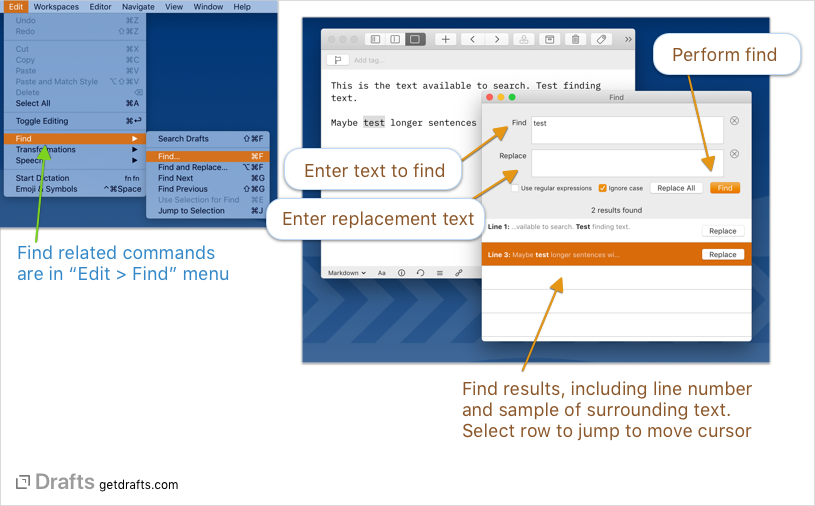 Edit Workspaces Editor Navigate View Window Help
Undo ⌘Z
Redo ⇧⌘Z
Cut ⌘X
Copy ⌘C
Paste ⌘V
Paste and Match Style ⌥⇧⌘V
Delete ⌫
Select All ⌘A
Toggle Editing ⌘↩
Find ▶
Transformations ▶
Speech ▶
Start Dictation fn fn
Emoji & Symbols ^⌘Space
Search Drafts ⇧⌘F
Find... ⌘F
Find and Replace... ⌥⌘F
Find Next ⌘G
Find Previous ⇧⌘G
Use Selection for Find ⌘E
Jump to Selection ⌘J
Find related commands
are in “Edit > Find” menu
Add tag...
This is the text available to search. Test finding
text.
Maybe test longer sentences
Markdown Aa
Perform find
Find
Find test
Replace
Enter text to find
Enter replacement text
Use regular expressions Ignore case Replace All Find
2 results found
Line 1: ..vailable to search. Test finding text. Replace
Line 3: Maybe test longer sentences wi... Replace
Find results, including line number
and sample of surrounding text.
Select row to jump to move cursor
Drafts getdrafts.com